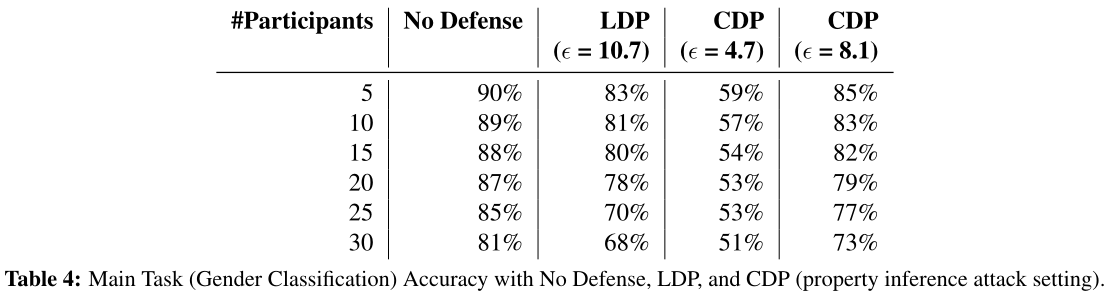 #Participants No Defense LDP CDP CDP
(ϵ = 10.7) (ϵ = 4.7) (ϵ = 8.1)
5 90% 83% 59% 85%
10 89% 81% 57% 83%
15 88% 80% 54% 82%
20 87% 78% 53% 79%
25 85% 70% 53% 77%
30 81% 68% 51% 73%
Table 4: Main Task (Gender Classification) Accuracy with No Defense, LDP, and CDP (property inference attack setting).